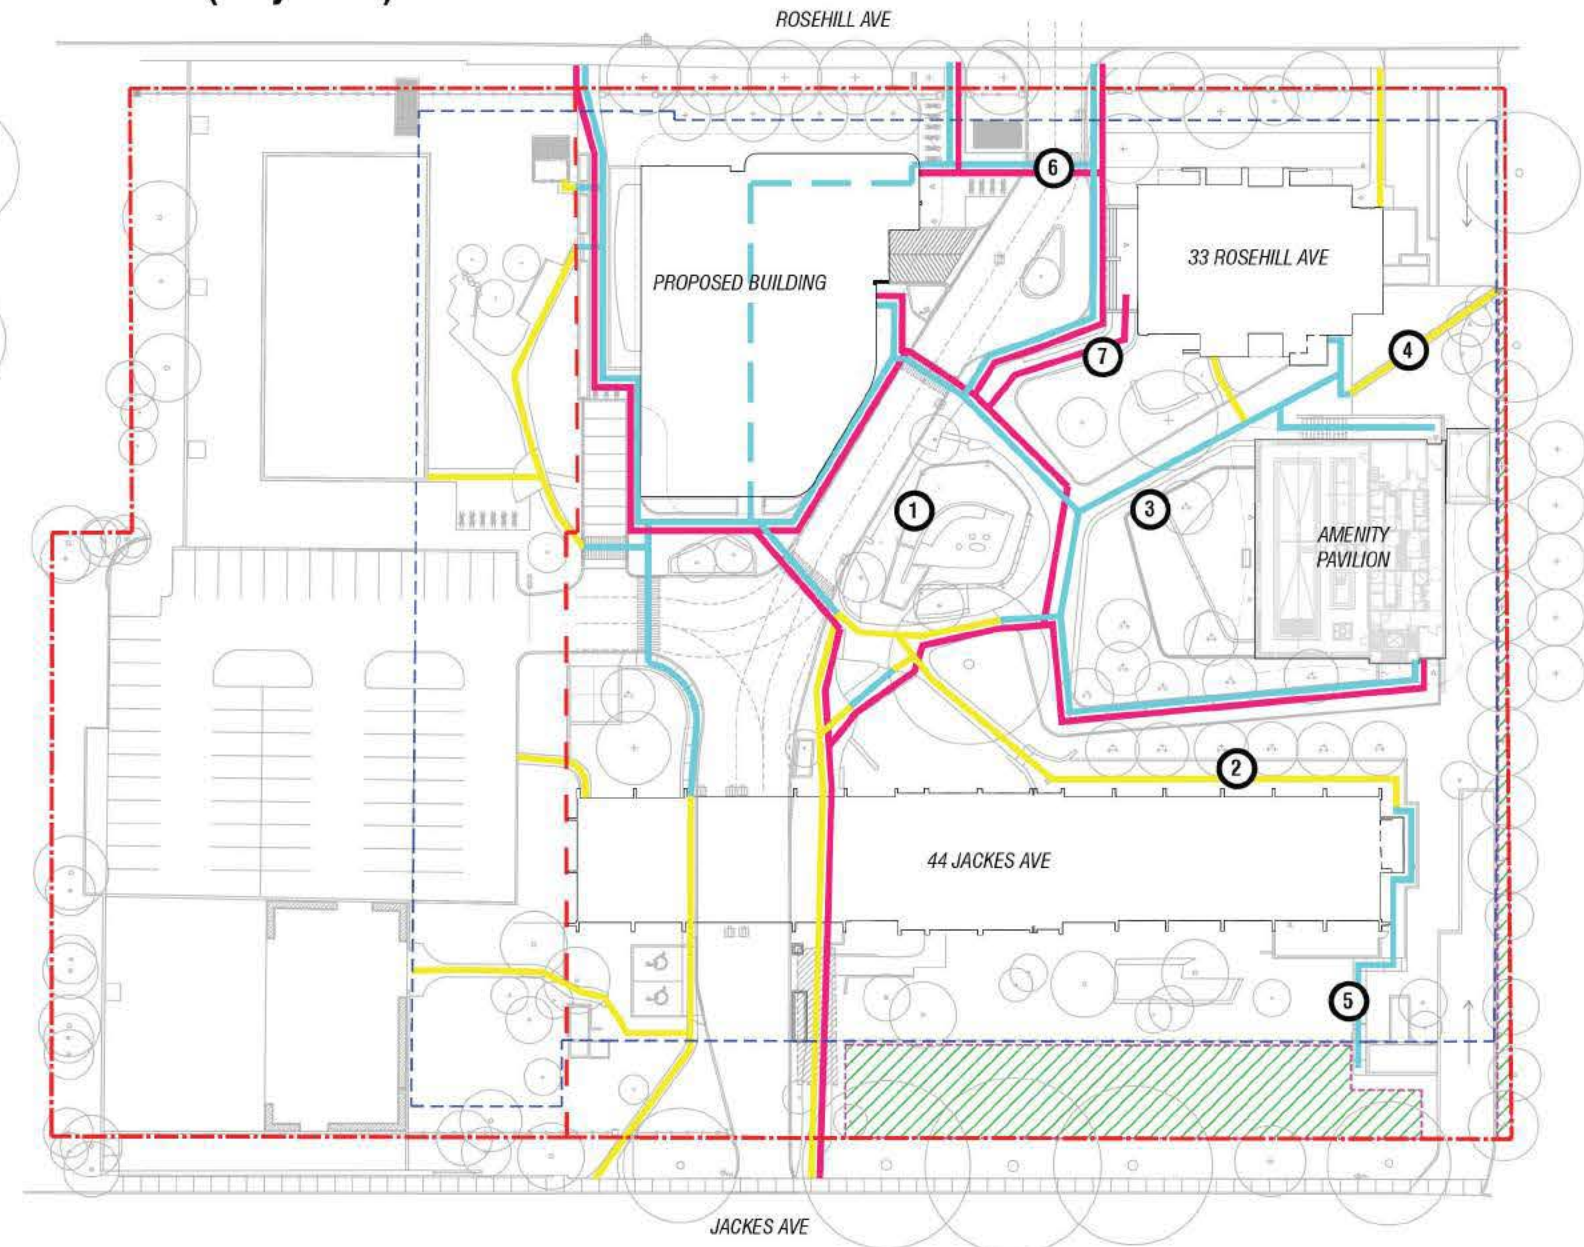 ROSEHILL AVE
6
33 ROSEHILL AVE
PROPOSED BUILDING
7
4
1
3
AMENITY
PAVILION
2
44 JACKES AVE
5
JACKES AVE